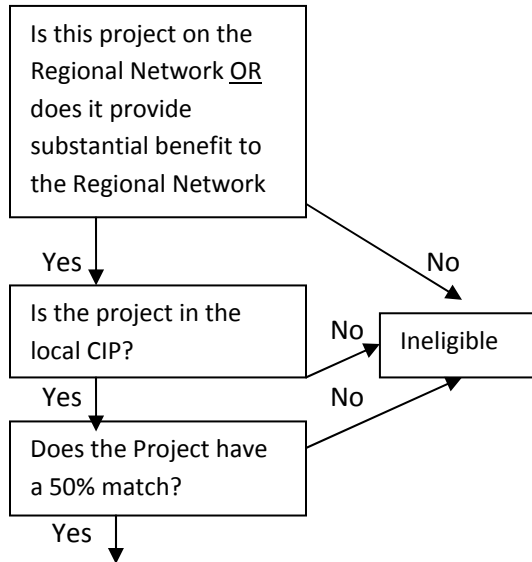 Is this project on the
Regional Network OR
does it provide
substantial benefit to
the Regional Network
Yes
No
Is the project in the
local CIP?
No
Ineligible
Yes
No
Does the Project have
a 50% match?
Yes